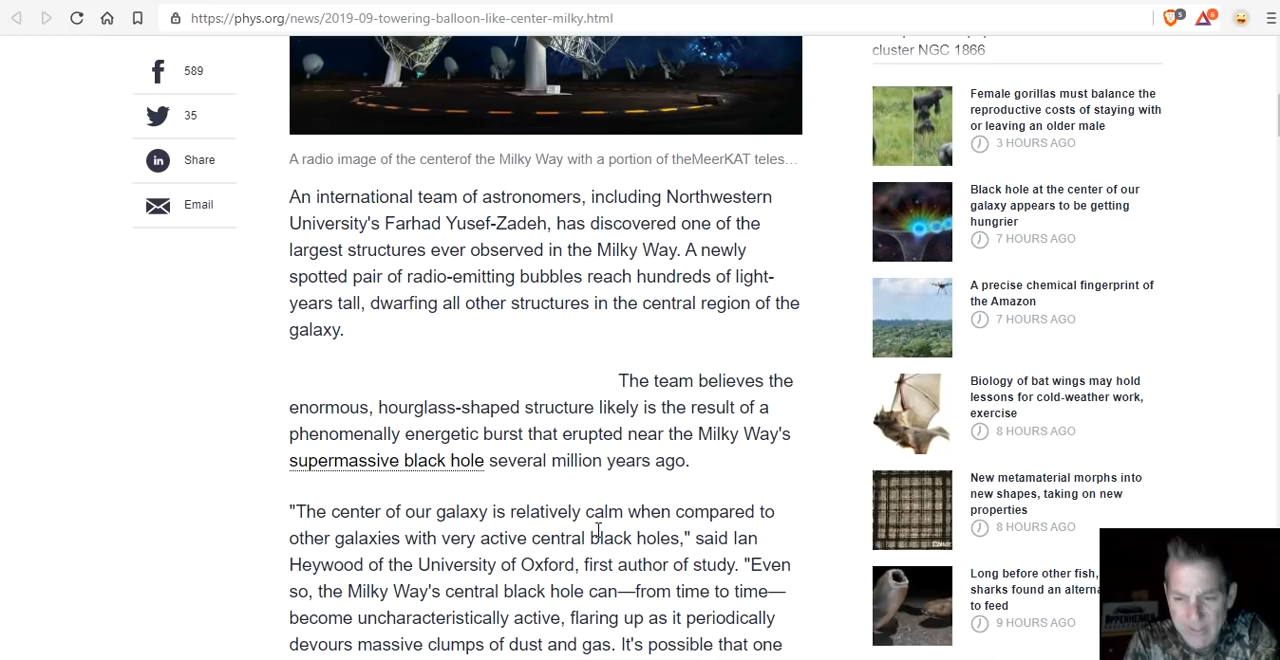 https://phys.org/news/2019-09-towering-balloon-like-center-milky.html
5
6
589
35
Share
Email
A radio image of the centerof the Milky Way with a portion of theMeerKAT teles…
An international team of astronomers, including Northwestern
University's Farhad Yusef-Zadeh, has discovered one of the
largest structures ever observed in the Milky Way. A newly
spotted pair of radio-emitting bubbles reach hundreds of light-
years tall, dwarfing all other structures in the central region of the
galaxy.
The team believes the
enormous, hourglass-shaped structure likely is the result of a
phenomenally energetic burst that erupted near the Milky Way's
supermassive black hole several million years ago.
"The center of our galaxy is relatively calm when compared to
other galaxies with very active central black holes," said Ian
Heywood of the University of Oxford, first author of study. "Even
so, the Milky Way's central black hole can—from time to time—
become uncharacteristically active, flaring up as it periodically
devours massive clumps of dust and gas. It's possible that one
cluster NGC 1866
Female gorillas must balance the
reproductive costs of staying with
or leaving an older male
3 HOURS AGO
Black hole at the center of our
galaxy appears to be getting
hungrier
7 HOURS AGO
A precise chemical fingerprint of
the Amazon
7 HOURS AGO
Biology of bat wings may hold
lessons for cold-weather work,
exercise
8 HOURS AGO
New metamaterial morphs into
new shapes, taking on new
properties
8 HOURS AGO
Long before other fish,
sharks found an alterna
to feed
9 HOURS AGO